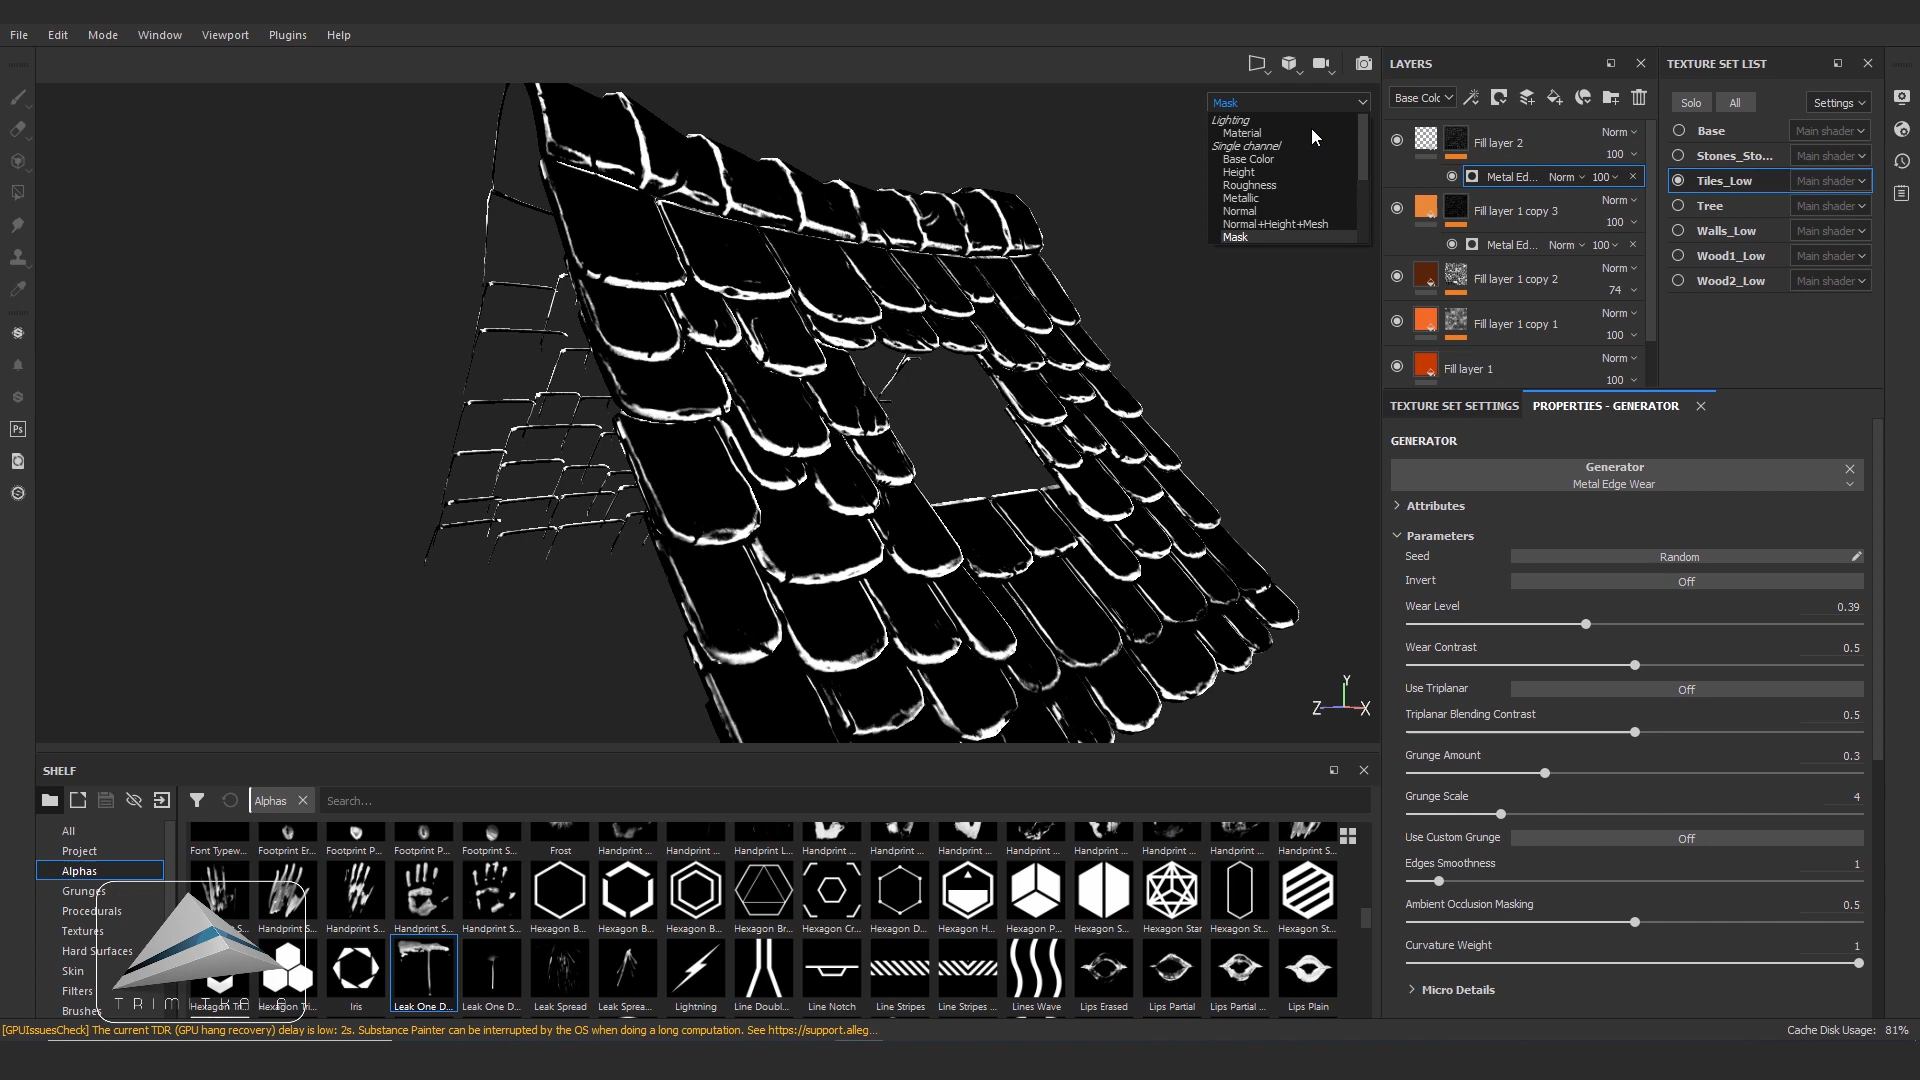 File Edit Mode Window Viewport Plugins Help
Mask
Lighting
Material
Single channel
Base Color
Height
Roughness
Metallic
Normal
Normal+Height+Mesh
Mask
Y
Z
X
LAYERS
Base Colc
Fill layer 2 Norm 100
Metal Ed... Norm 100
Fill layer 1 copy 3 Norm 100
Metal Ed... Norm 100
Fill layer 1 copy 2 Norm 74
Fill layer 1 copy 1 Norm 100
Fill layer 1 Norm 100
TEXTURE SET LIST
Solo All Settings
Base Main shader
Stones_Sto... Main shader
Tiles_Low Main shader
Tree Main shader
Walls_Low Main shader
Wood1_Low Main shader
Wood2_Low Main shader
Ps
TEXTURE SET SETTINGS PROPERTIES - GENERATOR
GENERATOR
Generator
Metal Edge Wear
Attributes
Parameters
Seed Random
Invert Off
Wear Level 0.39
Wear Contrast 0.5
Use Triplanar Off
Triplanar Blending Contrast 0.5
Grunge Amount 0.3
Grunge Scale 4
Use Custom Grunge Off
Edges Smoothness 1
Ambient Occlusion Masking 0.5
Curvature Weight 1
Micro Details
SHELF
Alphas Search...
All
Project
Alphas
Grunges
Procedurals
Textures
Hard Surfaces
Skin
Filters
Brushes
Font Typew... Footprint Er... Footprint P... Footprint P... Footprint S... Frost Handprint ... Handprint ... Handprint L... Handprint ... Handprint ... Handprint ... Handprint ... Handprint ... Handprint ... Handprint ... Handprint S...
Handprint S... Handprint S... Handprint S... Handprint S... Hexagon B... Hexagon B... Hexagon B... Hexagon Br... Hexagon Cr... Hexagon D... Hexagon H... Hexagon P... Hexagon S... Hexagon Star Hexagon St... Hexagon St...
Hexagon Tri... Hexagon Tri... Iris Leak One D... Leak One D... Leak Spread Leak Sprea... Lightning Line Doubl... Line Notch Line Stripes Line Stripes ... Lines Wave Lips Erased Lips Partial Lips Partial ... Lips Plain
[GPUIssuesCheck] The current TDR (GPU hang recovery) delay is low: 2s. Substance Painter can be interrupted by the OS when doing a long computation. See https://support.alleg...
Cache Disk Usage: 81%